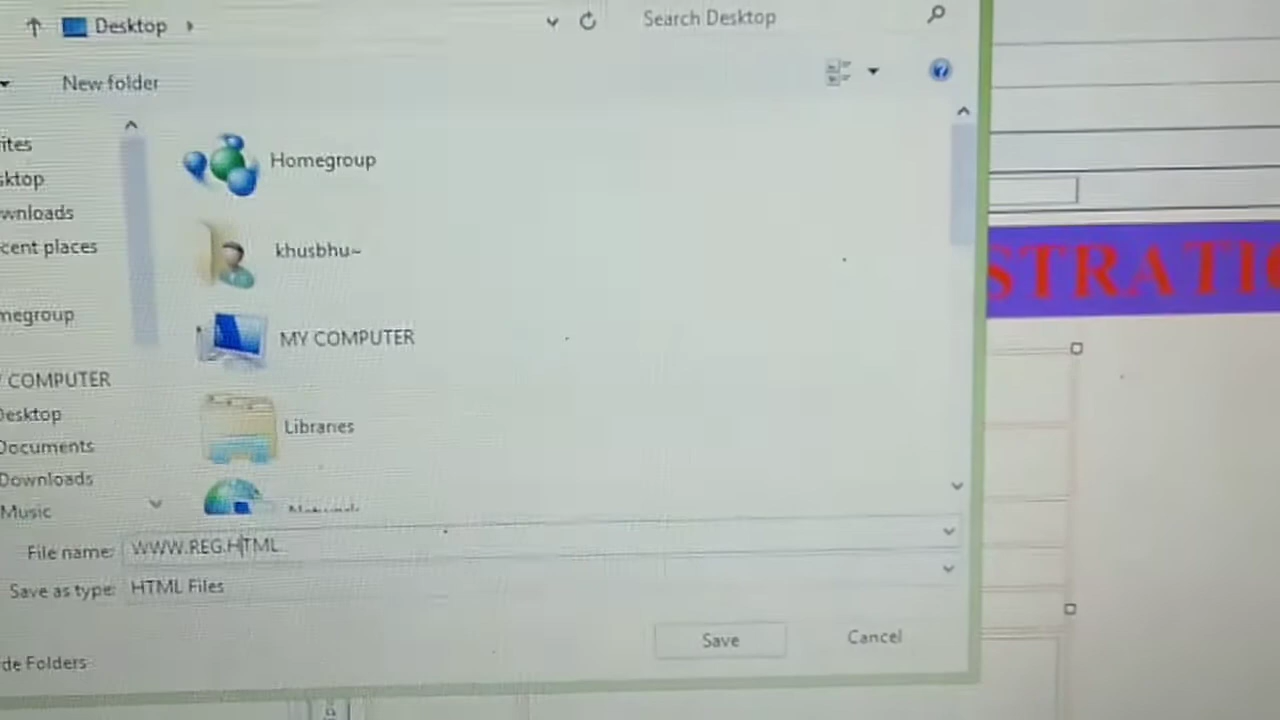 Desktop
Search Desktop
New folder
ites
sktop
wnloads
cent places
megroup
COMPUTER
Desktop
Documents
Downloads
Music
Homegroup
khusbhu~
MY COMPUTER
Libraries
STRATIO
File name: WWW.REG.HTML
Save as type: HTML Files
Save Cancel
de Folders